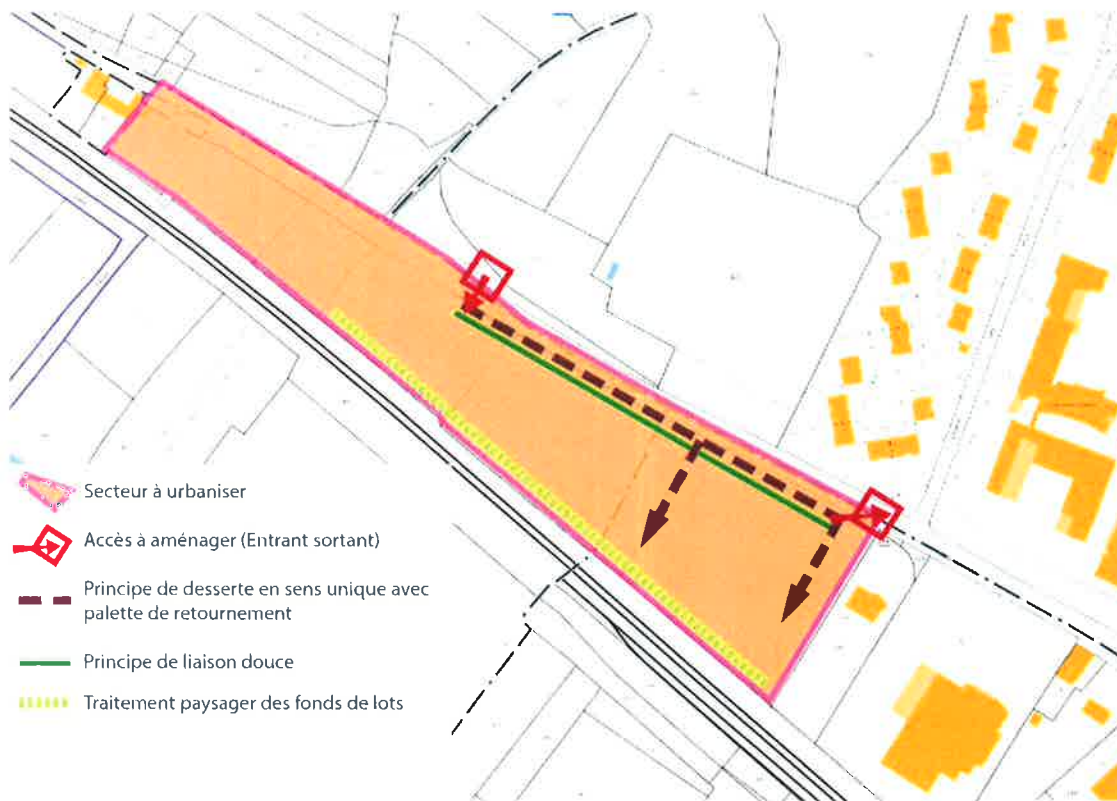 Secteur à urbaniser
Accès à aménager (Entrant sortant)
Principe de desserte en sens unique avec
palette de retournement
Principe de liaison douce
Traitement paysager des fonds de lots